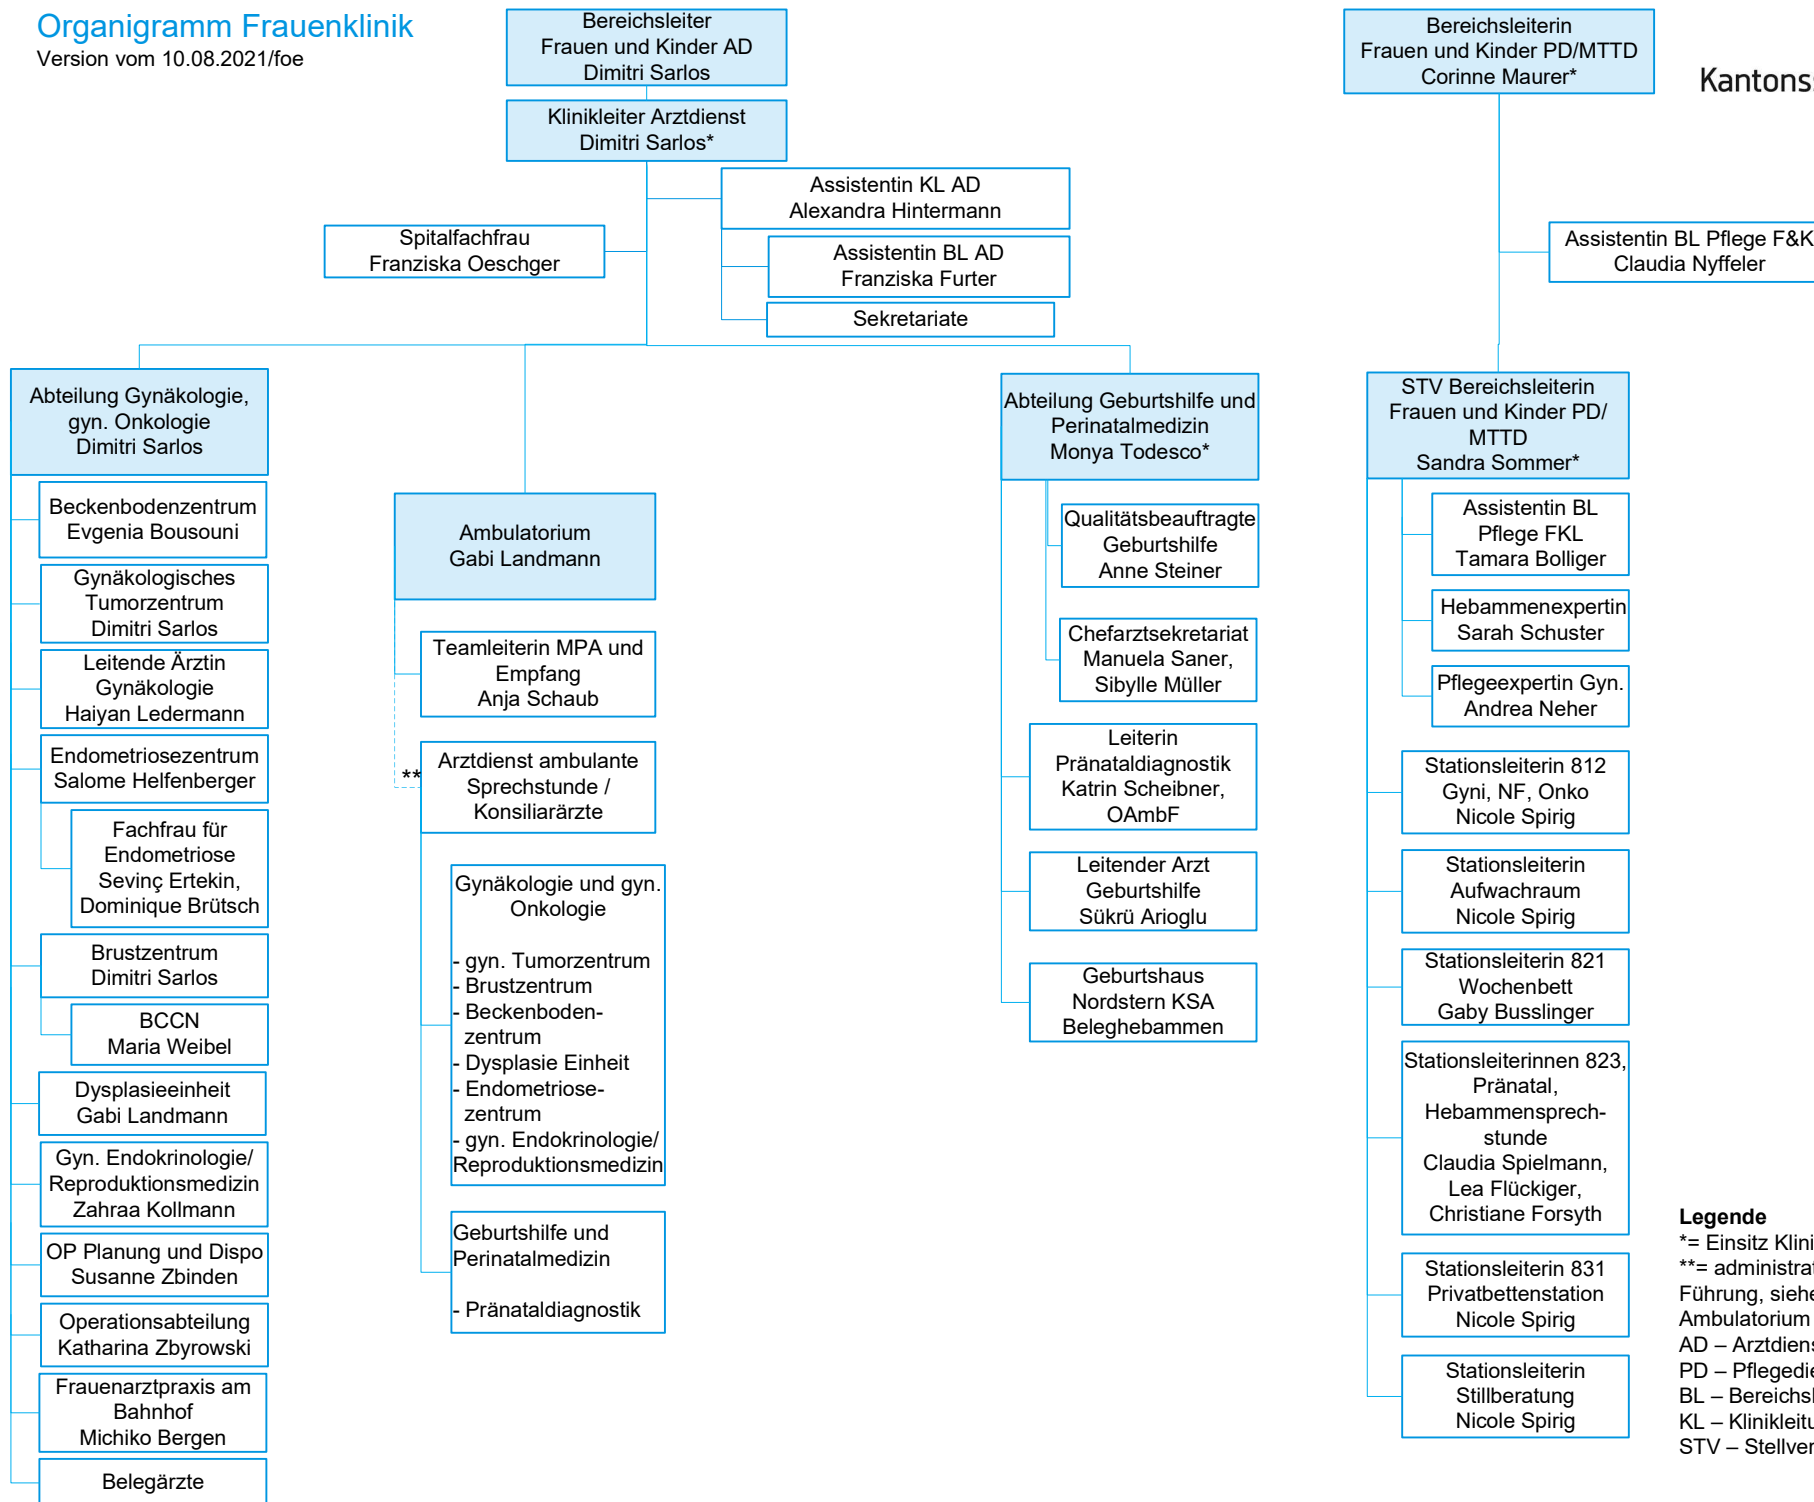 Organigramm Frauenklinik
Version vom 10.08.2021/foe
Bereichsleiter
Frauen und Kinder AD
Dimitri Sarlos
Klinikleiter Arztdienst
Dimitri Sarlos*
Bereichsleiterin
Frauen und Kinder PD/MTTD
Corinne Maurer*
Assistentin KL AD
Alexandra Hintermann
Spitalfachfrau
Franziska Oeschger
Assistentin BL AD
Franziska Furter
Sekretariate
Assistentin BL Pflege F&K
Claudia Nyffeler
Abteilung Gynäkologie,
gyn. Onkologie
Dimitri Sarlos
Beckenbodenzentrum
Evgenia Bousouni
Gynäkologisches
Tumorzentrum
Dimitri Sarlos
Leitende Ärztin
Gynäkologie
Haiyan Ledermann
Endometriosezentrum
Salome Helfenberger
Fachfrau für
Endometriose
Sevinç Ertekin,
Dominique Brütsch
Brustzentrum
Dimitri Sarlos
BCCN
Maria Weibel
Dysplasieeinheit
Gabi Landmann
Gyn. Endokrinologie/
Reproduktionsmedizin
Zahraa Kollmann
OP Planung und Dispo
Susanne Zbinden
Operationsabteilung
Katharina Zbyrowski
Frauenarztpraxis am
Bahnhof
Michiko Bergen
Belegärzte
Ambulatorium
Gabi Landmann
Teamleiterin MPA und
Empfang
Anja Schaub
**
Arztdienst ambulante
Sprechstunde /
Konsiliarärzte
Gynäkologie und gyn.
Onkologie
- gyn. Tumorzentrum
- Brustzentrum
- Beckenboden-
zentrum
- Dysplasie Einheit
- Endometriose-
zentrum
- gyn. Endokrinologie/
Reproduktionsmedizin
Geburtshilfe und
Perinatalmedizin
- Pränataldiagnostik
Abteilung Geburtshilfe und
Perinatalmedizin
Monya Todesco*
Qualitätsbeauftragte
Geburtshilfe
Anne Steiner
Chefarztsekretariat
Manuela Saner,
Sibylle Müller
Leiterin
Pränataldiagnostik
Katrin Scheibner,
OAmbF
Leitender Arzt
Geburtshilfe
Sükrü Arioglu
Geburtshaus
Nordstern KSA
Beleghebammen
STV Bereichsleiterin
Frauen und Kinder PD/
MTTD
Sandra Sommer*
Assistentin BL
Pflege FKL
Tamara Bolliger
Hebammenexpertin
Sarah Schuster
Pflegeexpertin Gyn.
Andrea Neher
Stationsleiterin 812
Gyni, NF, Onko
Nicole Spirig
Stationsleiterin
Aufwachraum
Nicole Spirig
Stationsleiterin 821
Wochenbett
Gaby Busslinger
Stationsleiterinnen 823,
Pränatal,
Hebammensprech-
stunde
Claudia Spielmann,
Lea Flückiger,
Christiane Forsyth
Stationsleiterin 831
Privatbettenstation
Nicole Spirig
Stationsleiterin
Stillberatung
Nicole Spirig
Legende
*= Einsitz
**=
Führung,
Ambulatorium
AD –
PD –
BL –
KL –
STV –